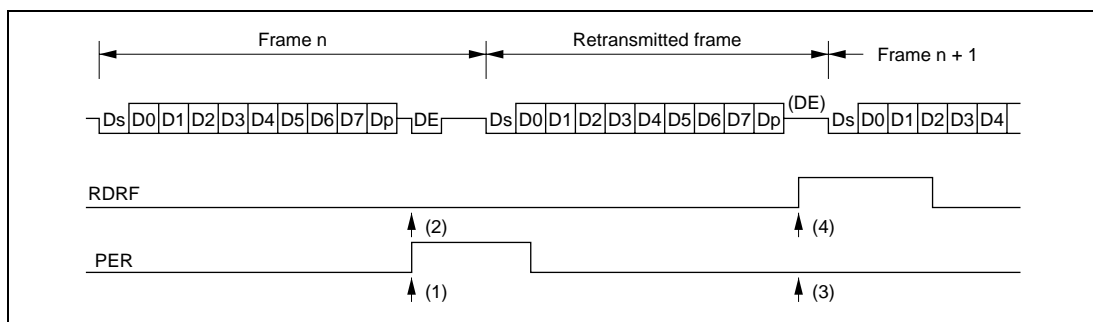 Frame n Retransmitted frame Frame n + 1
Ds D0 D1 D2 D3 D4 D5 D6 D7 Dp DE Ds D0 D1 D2 D3 D4 D5 D6 D7 Dp (DE) Ds D0 D1 D2 D3 D4
RDRF
(2) (4)
PER
(1) (3)